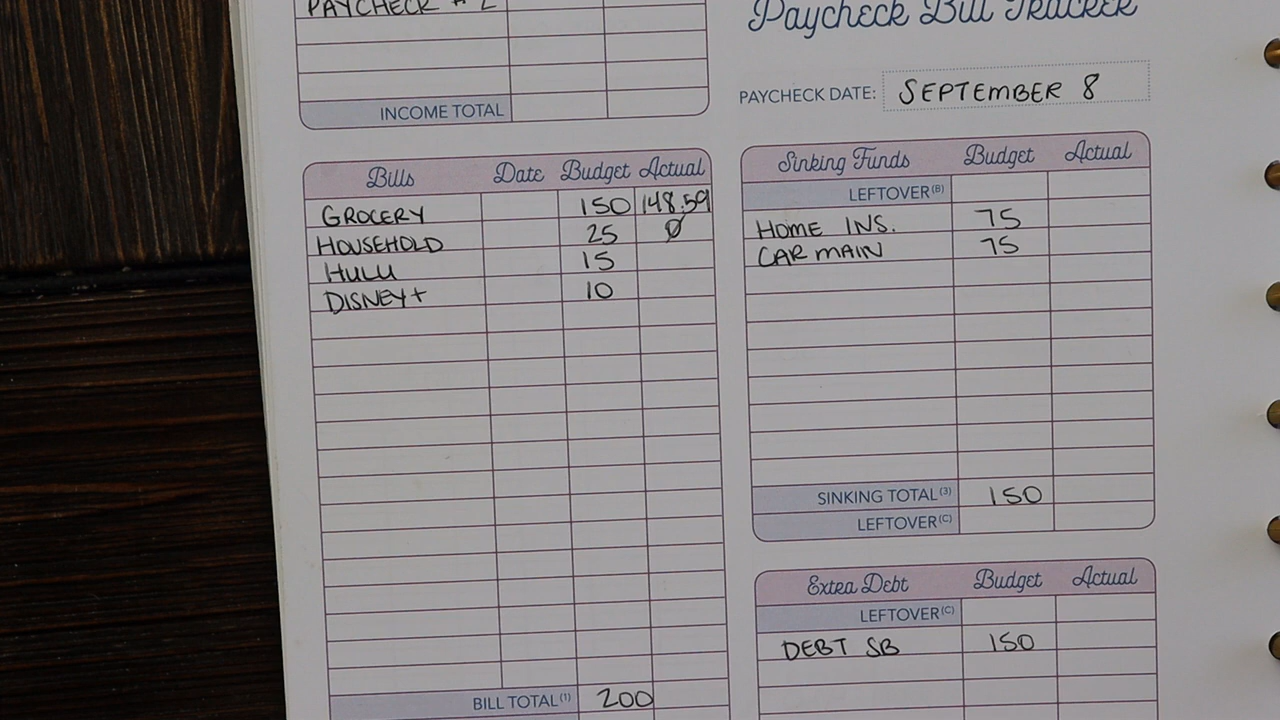 PAYCHECK # 2
INCOME TOTAL
Bills Date Budget Actual
GROCERY 150 148.59
HOUSEHOLD 25 Ø
HULU 15
DISNEY+ 10
BILL TOTAL(1) 200
Paycheck Bill Tracker
PAYCHECK DATE: SEPTEMBER 8
Sinking Funds Budget Actual
LEFTOVER(B)
HOME INS. 75
CAR MAIN 75
SINKING TOTAL(3) 150
LEFTOVER(C)
Extra Debt Budget Actual
LEFTOVER(C)
DEBT SB 150